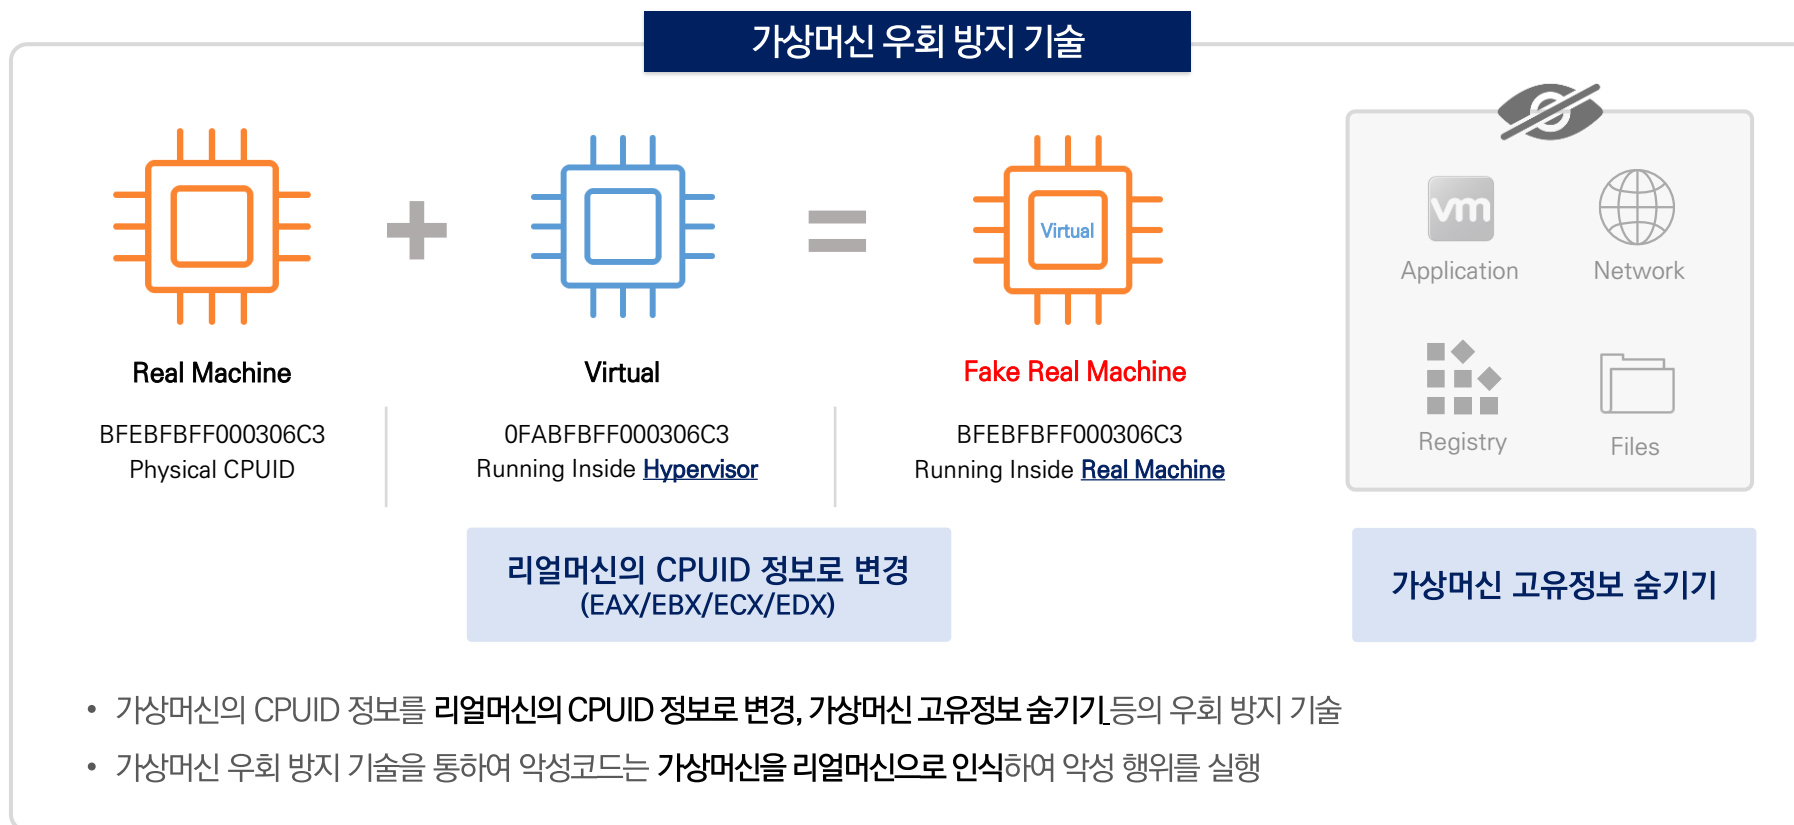 가상머신 우회 방지 기술
Virtual
vm
Application
Network
Registry
Files
Real Machine
Virtual
Fake Real Machine
BFEBFBFF000306C3
Physical CPUID
0FABFBFF000306C3
Running Inside Hypervisor
BFEBFBFF000306C3
Running Inside Real Machine
리얼머신의 CPUID 정보로 변경
(EAX/EBX/ECX/EDX)
가상머신 고유정보 숨기기
• 가상머신의 CPUID 정보를 리얼머신의 CPUID 정보로 변경, 가상머신 고유정보 숨기기 등의 우회 방지 기술
• 가상머신 우회 방지 기술을 통하여 악성코드는 가상머신을 리얼머신으로 인식하여 악성 행위를 실행